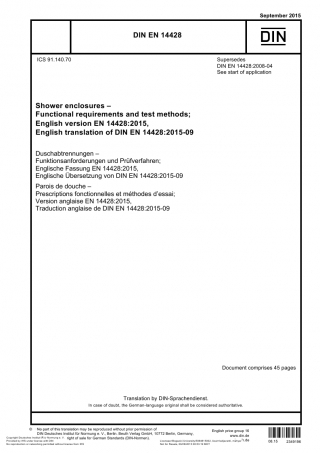 September 2015
DIN EN 14428
DIN
ICS 91.140.70
Supersedes
DIN EN 14428:2008-04
See start of application
Shower enclosures –
Functional requirements and test methods;
English version EN 14428:2015,
English translation of DIN EN 14428:2015-09
Duschabtrennungen –
Funktionsanforderungen und Prüfverfahren;
Englische Fassung EN 14428:2015,
Englische Übersetzung von DIN EN 14428:2015-09
Parois de douche –
Prescriptions fonctionnelles et méthodes d'essai;
Version anglaise EN 14428:2015,
Traduction anglaise de DIN EN 14428:2015-09
Document comprises 45 pages
Translation by DIN-Sprachendienst.
In case of doubt, the German-language original shall be considered authoritative.
© No part of this translation may be reproduced without prior permission of
DIN Deutsches Institut für Normung e. V., Berlin. Beuth Verlag GmbH, 10772 Berlin, Germany,
right of sale for German Standards (DIN-Normen).
English price group 18
www.din.de